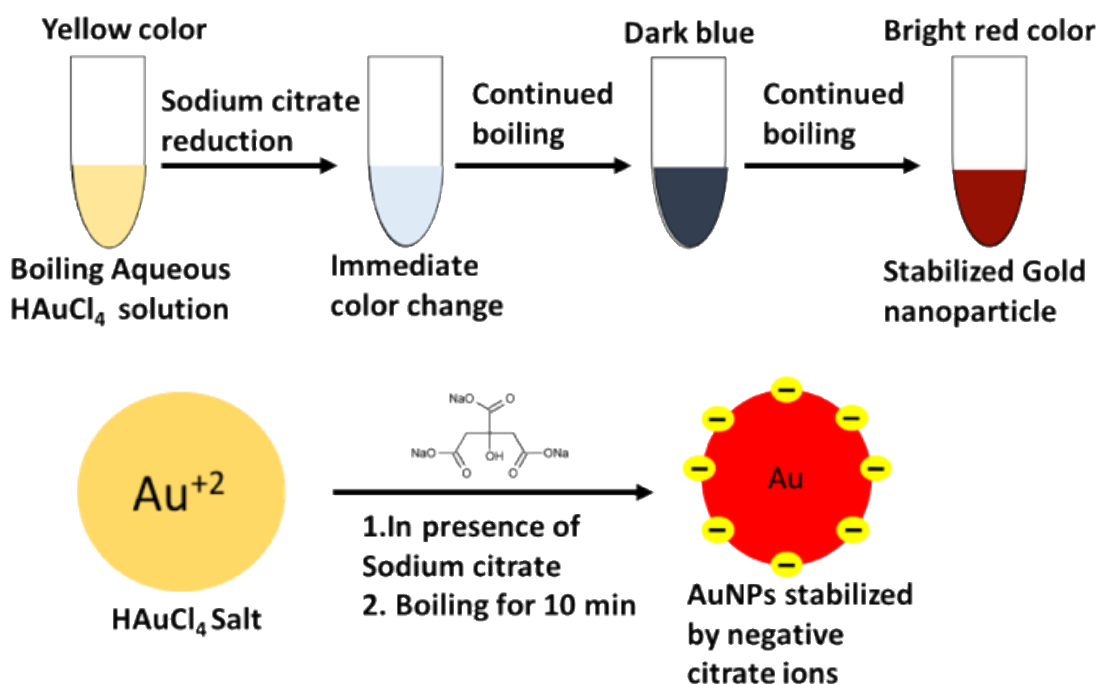 Yellow color
Dark blue
Bright red color
Sodium citrate
reduction
Continued
boiling
Continued
boiling
Boiling Aqueous
HAuCl₄ solution
Immediate
color change
Stabilized Gold
nanoparticle
Au⁺²
NaO
O
NaO
O
OH
O
ONa
Au
− − − − − − − −
1.In presence of
Sodium citrate
2. Boiling for 10 min
HAuCl₄ Salt
AuNPs stabilized
by negative
citrate ions